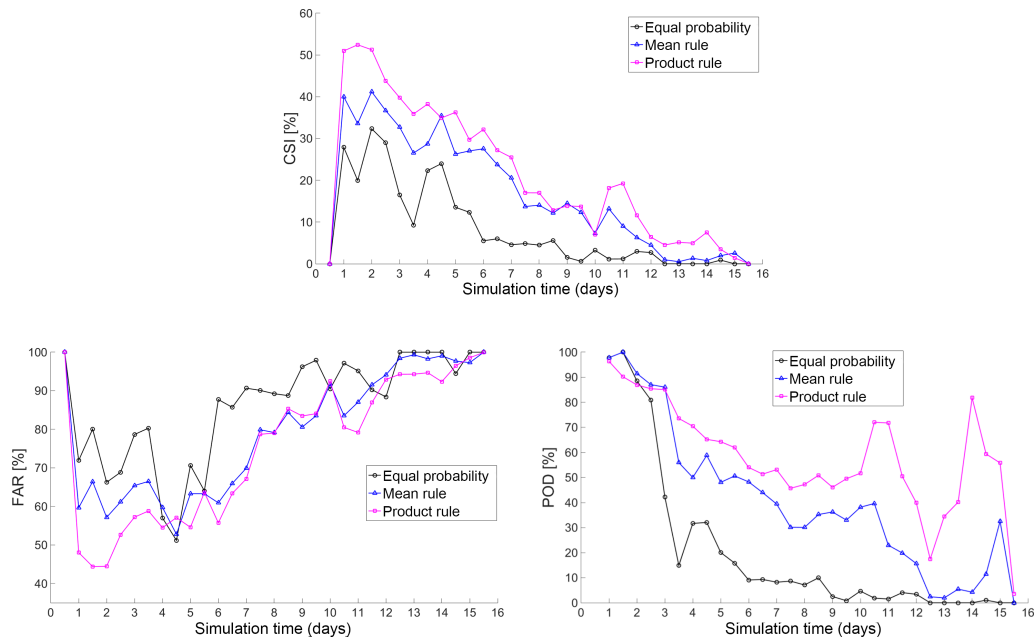 60
50
40
30
20
10
0
CSI [%]
0 1 2 3 4 5 6 7 8 9 10 11 12 13 14 15 16
Simulation time (days)
Equal probability
Mean rule
Product rule
100
90
80
70
60
50
40
FAR [%]
0 1 2 3 4 5 6 7 8 9 10 11 12 13 14 15 16
Simulation time (days)
Equal probability
Mean rule
Product rule
100
90
80
70
60
50
40
30
20
10
0
POD [%]
0 1 2 3 4 5 6 7 8 9 10 11 12 13 14 15 16
Simulation time (days)
Equal probability
Mean rule
Product rule